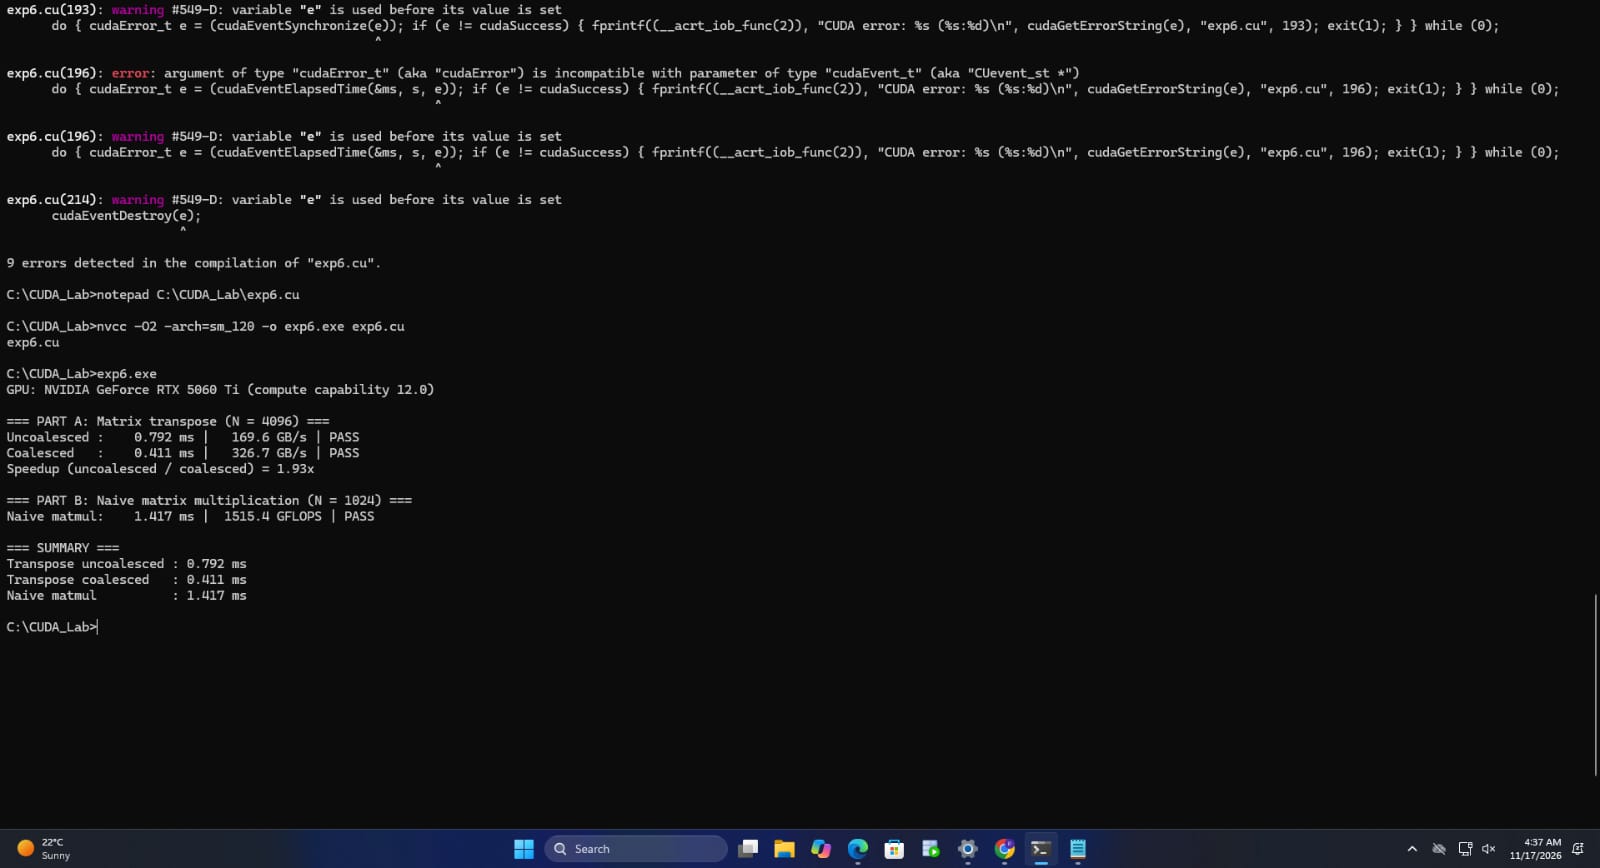 exp6.cu(193): warning #549-D: variable "e" is used before its value is set
do { cudaError_t e = (cudaEventSynchronize(e)); if (e != cudaSuccess) { fprintf((__acrt_iob_func(2)), "CUDA error: %s (%s:%d)\n", cudaGetErrorString(e), "exp6.cu", 193); exit(1); } } while (0);
^
exp6.cu(196): error: argument of type "cudaError_t" (aka "cudaError") is incompatible with parameter of type "cudaEvent_t" (aka "CUevent_st *")
do { cudaError_t e = (cudaEventElapsedTime(&ms, s, e)); if (e != cudaSuccess) { fprintf((__acrt_iob_func(2)), "CUDA error: %s (%s:%d)\n", cudaGetErrorString(e), "exp6.cu", 196); exit(1); } } while (0);
^
exp6.cu(196): warning #549-D: variable "e" is used before its value is set
do { cudaError_t e = (cudaEventElapsedTime(&ms, s, e)); if (e != cudaSuccess) { fprintf((__acrt_iob_func(2)), "CUDA error: %s (%s:%d)\n", cudaGetErrorString(e), "exp6.cu", 196); exit(1); } } while (0);
^
exp6.cu(214): warning #549-D: variable "e" is used before its value is set
cudaEventDestroy(e);
^
9 errors detected in the compilation of "exp6.cu".
C:\CUDA_Lab>notepad C:\CUDA_Lab\exp6.cu
C:\CUDA_Lab>nvcc -O2 -arch=sm_120 -o exp6.exe exp6.cu
exp6.cu
C:\CUDA_Lab>exp6.exe
GPU: NVIDIA GeForce RTX 5060 Ti (compute capability 12.0)
=== PART A: Matrix transpose (N = 4096) ===
Uncoalesced :    0.792 ms |   169.6 GB/s | PASS
Coalesced   :    0.411 ms |   326.7 GB/s | PASS
Speedup (uncoalesced / coalesced) = 1.93x
=== PART B: Naive matrix multiplication (N = 1024) ===
Naive matmul:    1.417 ms |  1515.4 GFLOPS | PASS
=== SUMMARY ===
Transpose uncoalesced : 0.792 ms
Transpose coalesced   : 0.411 ms
Naive matmul          : 1.417 ms
C:\CUDA_Lab>
22°C
Sunny
Search
4:37 AM
11/17/2026